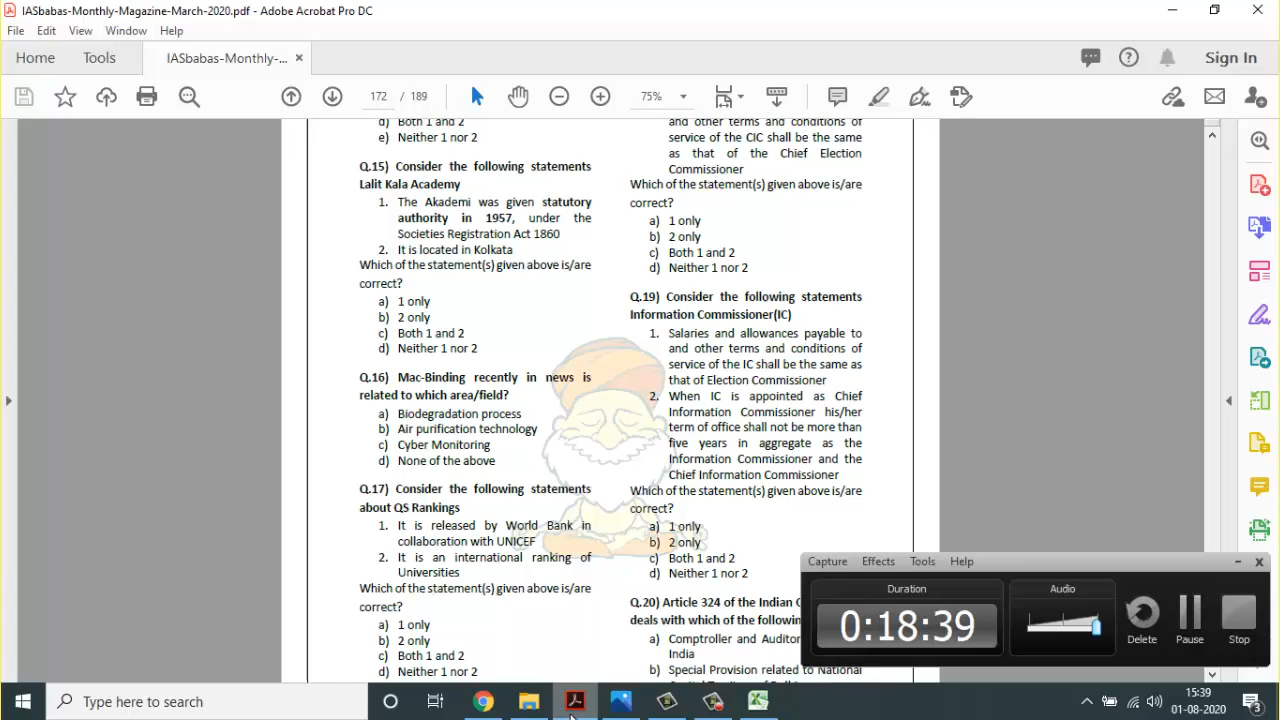 IASbabas-Monthly-Magazine-March-2020.pdf - Adobe Acrobat Pro DC
File Edit View Window Help
Home Tools IASbabas-Monthly-... × Sign In
172 / 189 75%
d) Both 1 and 2
e) Neither 1 nor 2
Q.15) Consider the following statements
Lalit Kala Academy
1. The Akademi was given statutory
authority in 1957, under the
Societies Registration Act 1860
2. It is located in Kolkata
Which of the statement(s) given above is/are
correct?
a) 1 only
b) 2 only
c) Both 1 and 2
d) Neither 1 nor 2
Q.16) Mac-Binding recently in news is
related to which area/field?
a) Biodegradation process
b) Air purification technology
c) Cyber Monitoring
d) None of the above
Q.17) Consider the following statements
about QS Rankings
1. It is released by World Bank in
collaboration with UNICEF
2. It is an international ranking of
Universities
Which of the statement(s) given above is/are
correct?
a) 1 only
b) 2 only
c) Both 1 and 2
d) Neither 1 nor 2
and other terms and conditions of
service of the CIC shall be the same
as that of the Chief Election
Commissioner
Which of the statement(s) given above is/are
correct?
a) 1 only
b) 2 only
c) Both 1 and 2
d) Neither 1 nor 2
Q.19) Consider the following statements
Information Commissioner(IC)
1. Salaries and allowances payable to
and other terms and conditions of
service of the IC shall be the same as
that of Election Commissioner
2. When IC is appointed as Chief
Information Commissioner his/her
term of office shall not be more than
five years in aggregate as the
Information Commissioner and the
Chief Information Commissioner
Which of the statement(s) given above is/are
correct?
a) 1 only
b) 2 only
c) Both 1 and 2
d) Neither 1 nor 2
Q.20) Article 324 of the Indian
deals with which of the following
a) Comptroller and Auditor
India
b) Special Provision related to National
Capture Effects Tools Help
Duration Audio
0:18:39
Delete Pause Stop
Type here to search
15:39
01-08-2020
3